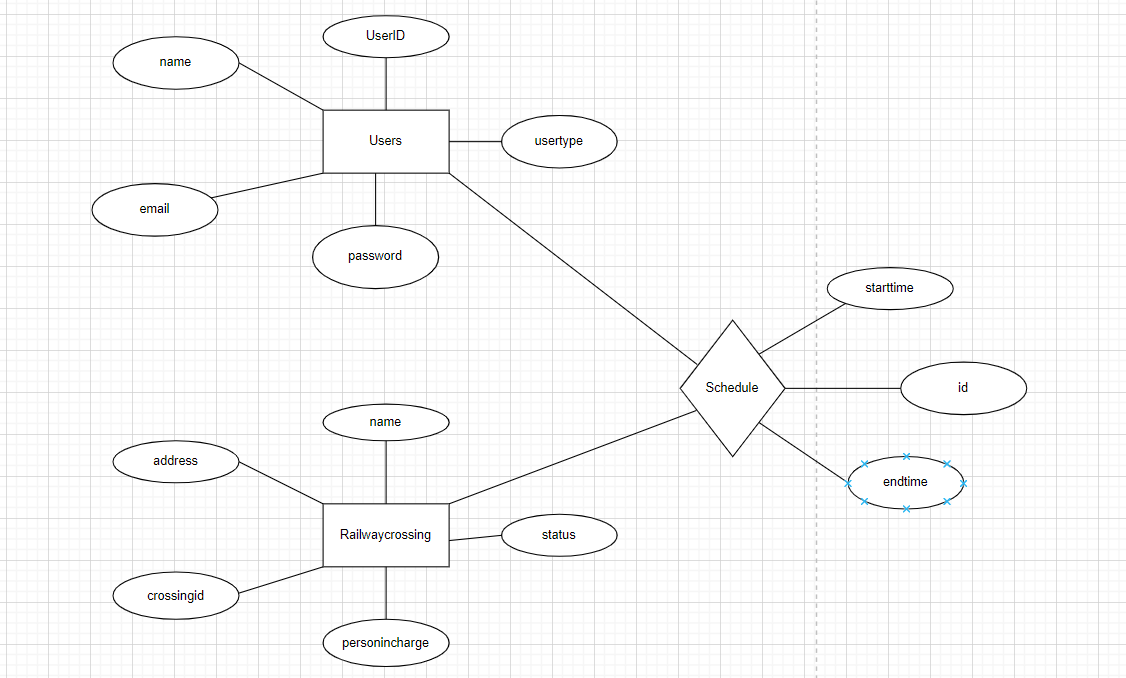 UserID
name
Users
usertype
email
password
starttime
Schedule
id
name
address
endtime
Railwaycrossing
status
crossingid
personincharge